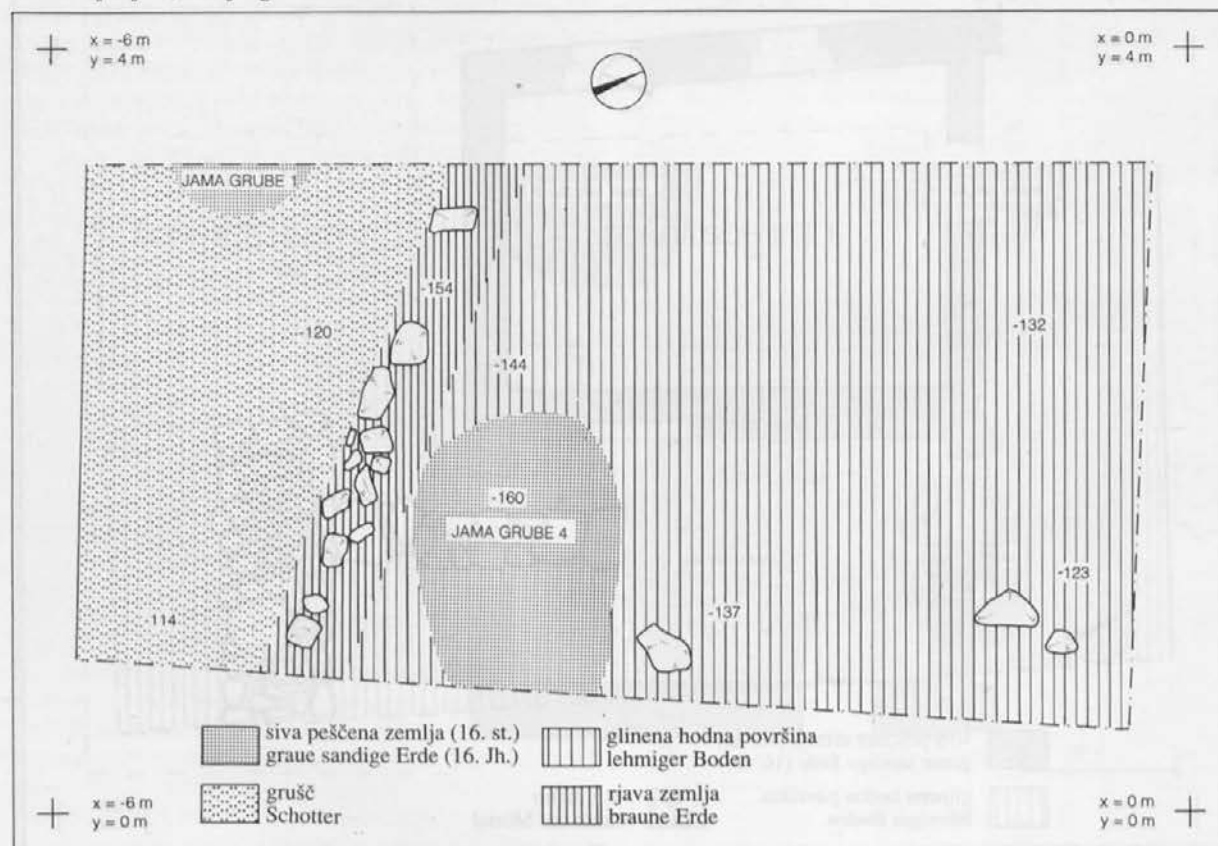 x = -6 m
y = 4 m
x = 0 m
y = 4 m
JAMA GRUBE 1
-154
-120
-132
-144
-160
JAMA GRUBE 4
-123
-114
-137
siva peščena zemlja (16. st.)
graue sandige Erde (16. Jh.)
glinena hodna površina
lehmiger Boden
grušč
Schotter
rjava zemlja
braune Erde
x = -6 m
y = 0 m
x = 0 m
y = 0 m